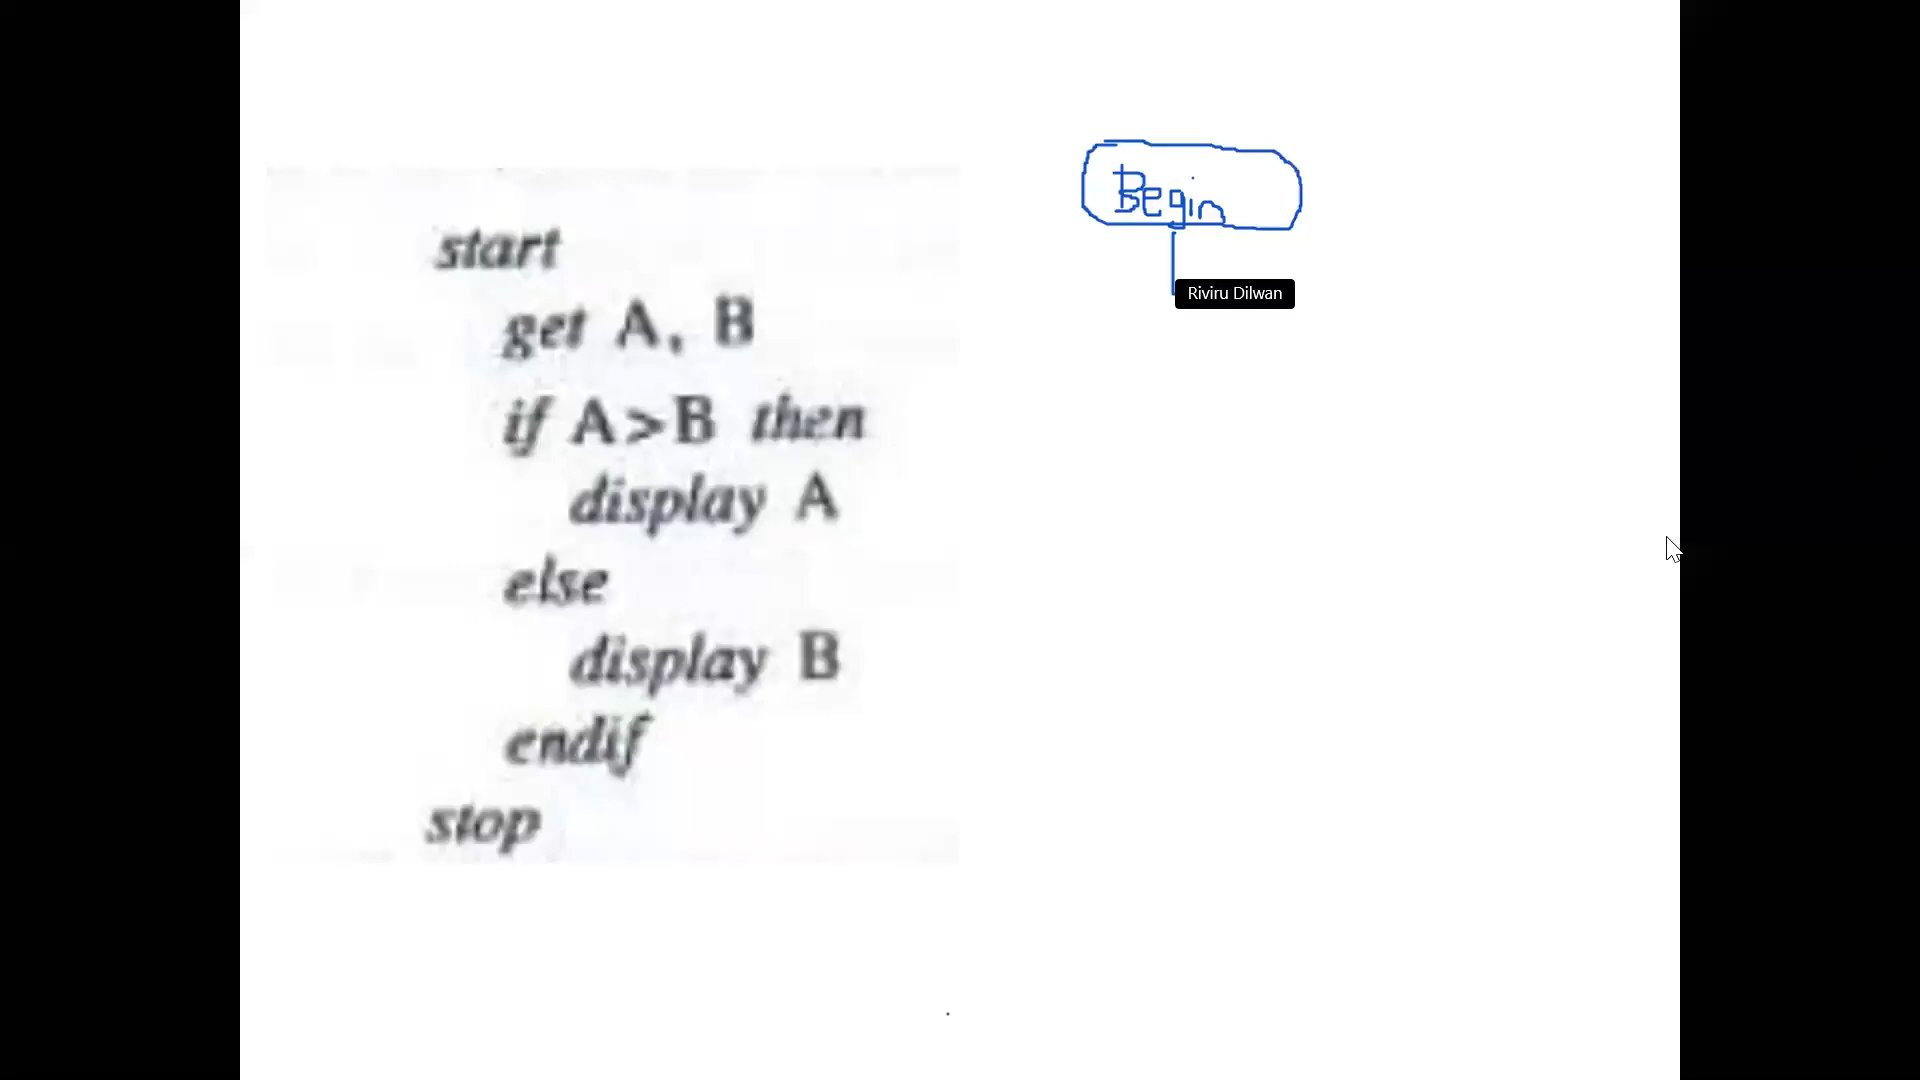 start
get A, B
if A>B then
display A
else
display B
endif
stop
Begin
Riviru Dilwan